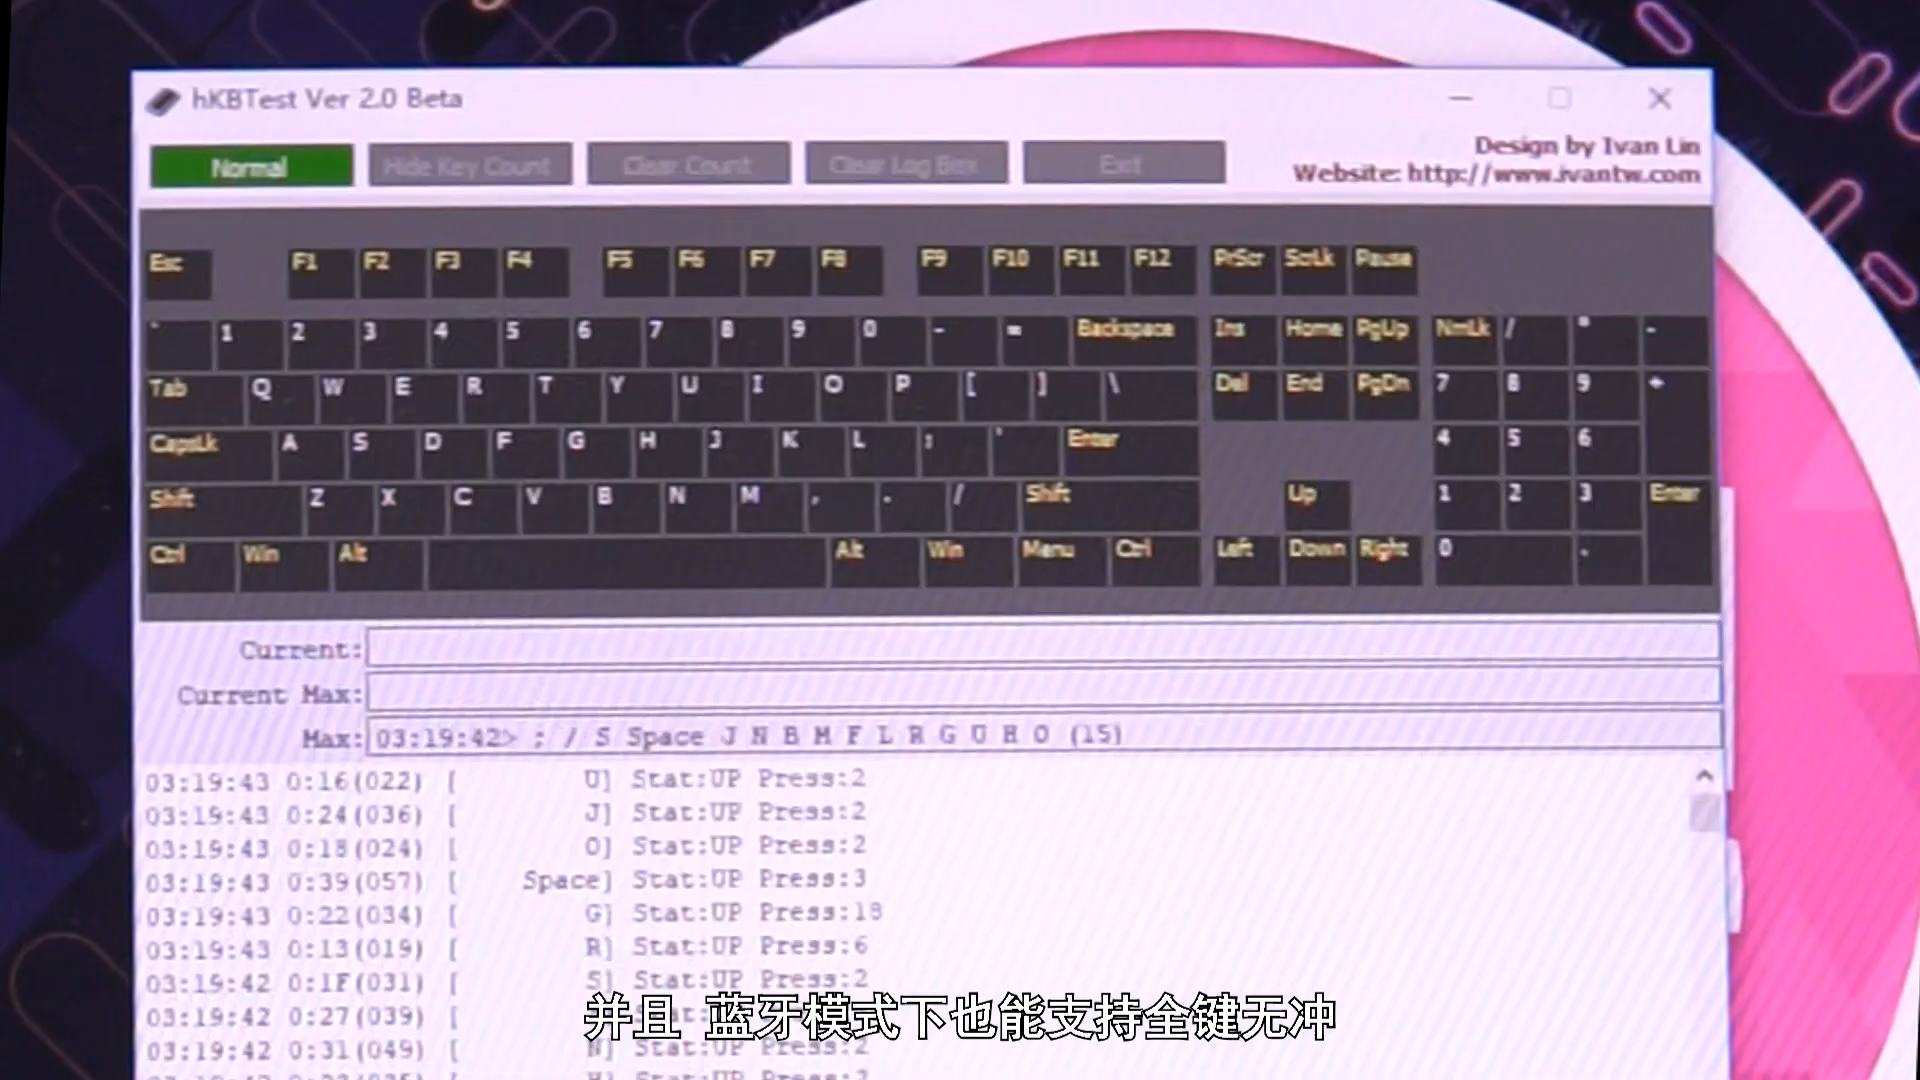 hKBTest Ver 2.0 Beta
Normal Hide Key Count Clear Count Clear Log Box Exit
Design by Ivan Lin
Website: http://www.ivantw.com
Esc F1 F2 F3 F4 F5 F6 F7 F8 F9 F10 F11 F12 PrScr ScrLk Pause
` 1 2 3 4 5 6 7 8 9 0 - = Backspace Ins Home PgUp NmLk / * -
Tab Q W E R T Y U I O P [ ] \ Del End PgDn 7 8 9 +
CapsLk A S D F G H J K L ; ' Enter 4 5 6
Shift Z X C V B N M , . / Shift Up 1 2 3 Enter
Ctrl Win Alt Alt Win Menu Ctrl Left Down Right 0 .
Current:
Current Max:
Max: 03:19:42> ; / S Space J N B M F L R G U H O (15)
03:19:43 0:16(022) [ U] Stat:UP Press:2
03:19:43 0:24(036) [ J] Stat:UP Press:2
03:19:43 0:18(024) [ O] Stat:UP Press:2
03:19:43 0:39(057) [ Space] Stat:UP Press:3
03:19:43 0:22(034) [ G] Stat:UP Press:18
03:19:43 0:13(019) [ R] Stat:UP Press:6
03:19:42 0:1F(031) [ S] Stat:UP Press:2
03:19:42 0:27(039) [
03:19:42 0:31(049) [ N] Stat:UP Press:2
并且 蓝牙模式下也能支持全键无冲